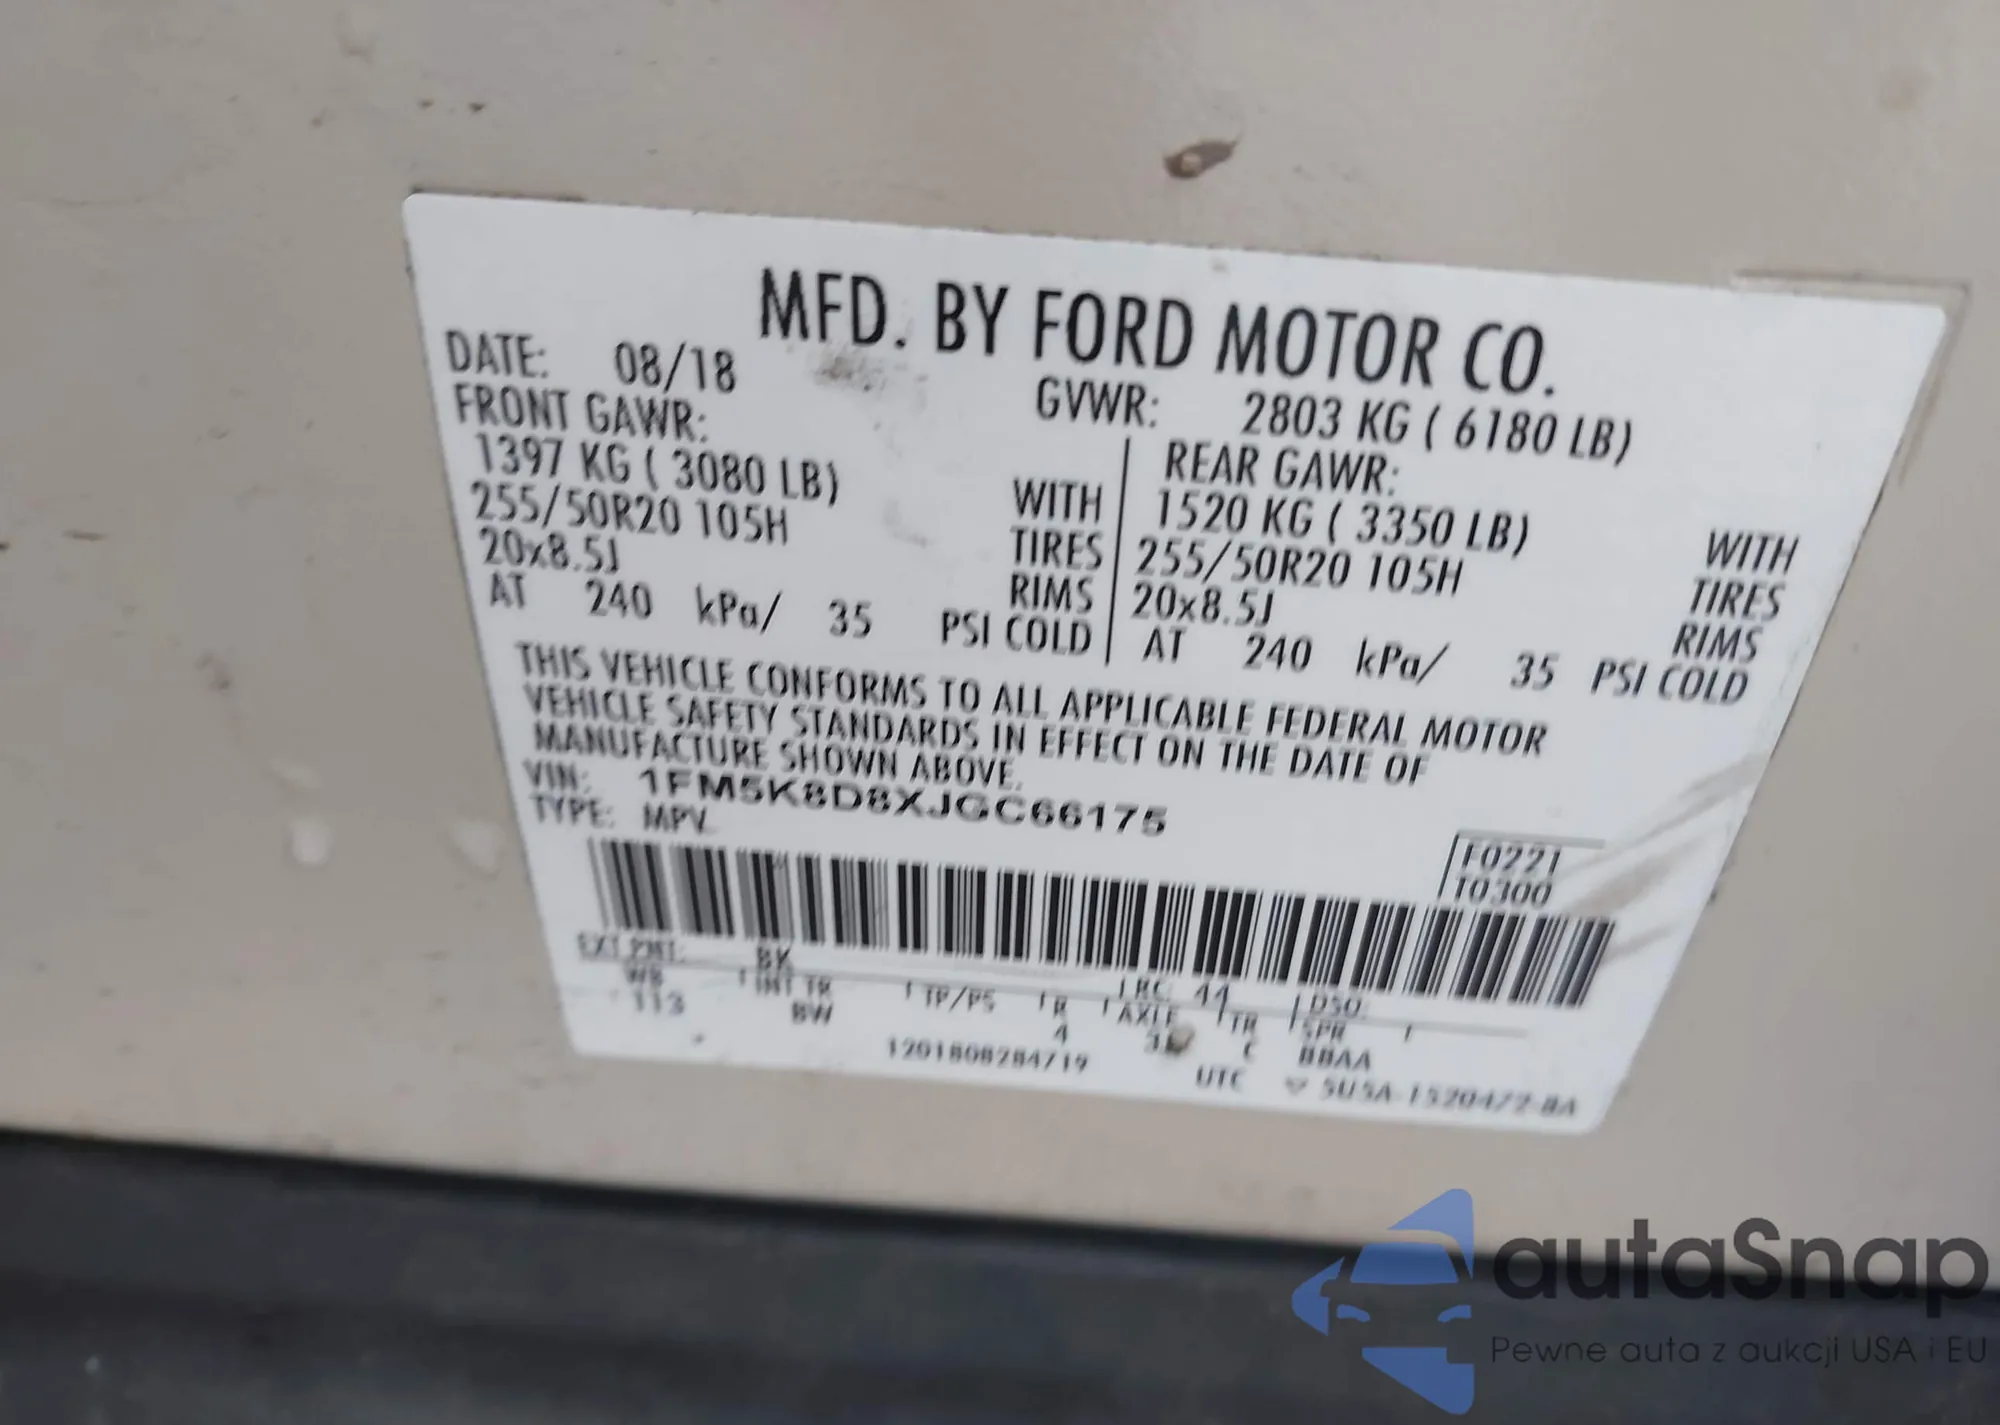 MFD. BY FORD MOTOR CO.
DATE: 08/18 GVWR: 2803 KG ( 6180 LB)
FRONT GAWR: REAR GAWR:
1397 KG ( 3080 LB) WITH 1520 KG ( 3350 LB) WITH
255/50R20 105H TIRES 255/50R20 105H TIRES
20x8.5J RIMS 20x8.5J RIMS
AT 240 kPa/ 35 PSI COLD AT 240 kPa/ 35 PSI COLD
THIS VEHICLE CONFORMS TO ALL APPLICABLE FEDERAL MOTOR
VEHICLE SAFETY STANDARDS IN EFFECT ON THE DATE OF
MANUFACTURE SHOWN ABOVE.
VIN: 1FM5K8D8XJGC66175
TYPE: MPV
F0221
T0300
EXT PNT: BK RC: 44 DSO:
WB INT TR TP/PS R AXLE TR SPR
113 BW 4 C BBAA
UTC
autaSnap
Pewne auta z aukcji USA i EU